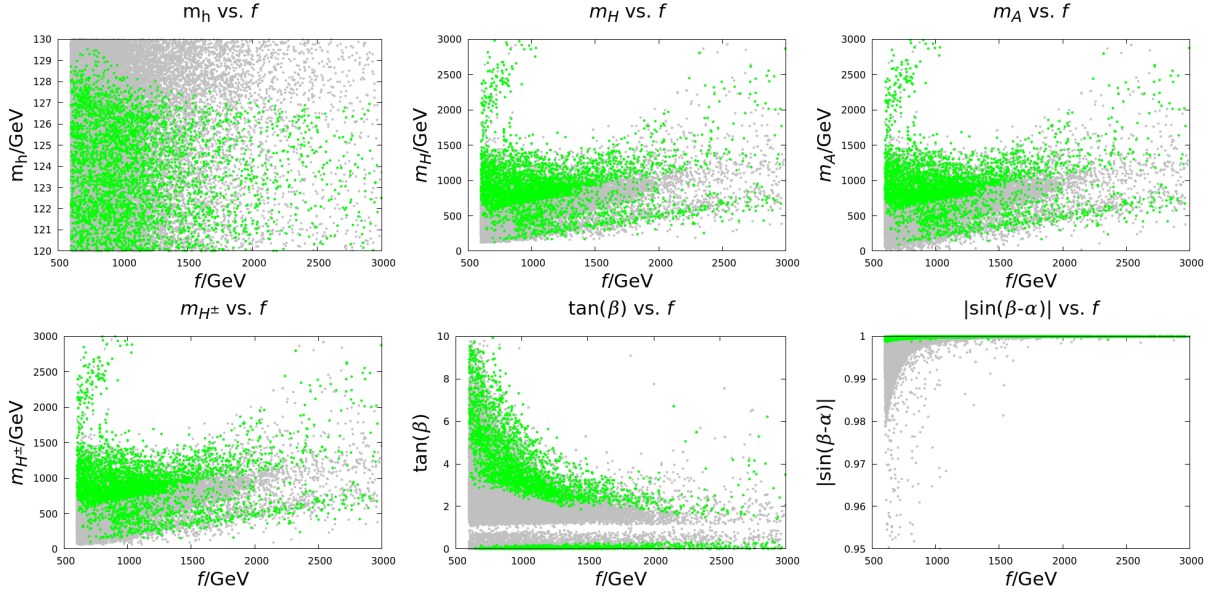 m_h vs. f
m_H vs. f
m_A vs. f
130
129
128
127
126
125
124
123
122
121
120
m_h/GeV
500 1000 1500 2000 2500 3000
f/GeV
3000
2500
2000
1500
1000
500
0
m_H/GeV
500 1000 1500 2000 2500 3000
f/GeV
3000
2500
2000
1500
1000
500
0
m_A/GeV
500 1000 1500 2000 2500 3000
f/GeV
m_H± vs. f
tan(β) vs. f
|sin(β-α)| vs. f
3000
2500
2000
1500
1000
500
0
m_H±/GeV
500 1000 1500 2000 2500 3000
f/GeV
10
8
6
4
2
0
tan(β)
500 1000 1500 2000 2500 3000
f/GeV
1
0.99
0.98
0.97
0.96
0.95
|sin(β-α)|
500 1000 1500 2000 2500 3000
f/GeV